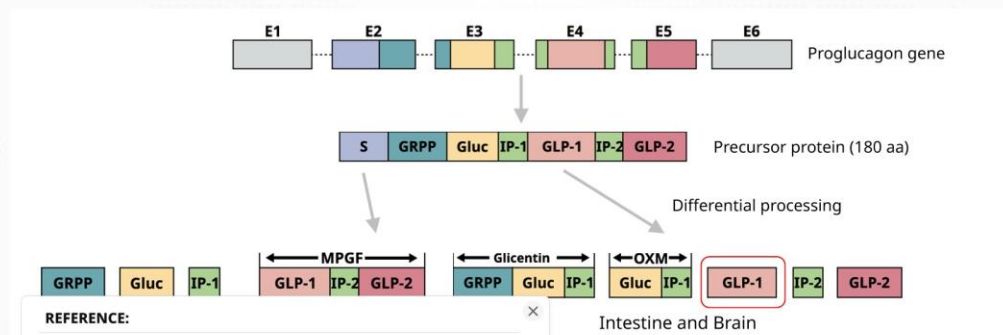 E1 E2 E3 E4 E5 E6
Proglucagon gene
S GRPP Gluc IP-1 GLP-1 IP-2 GLP-2
Precursor protein (180 aa)
Differential processing
MPGF Glicentin OXM
GRPP Gluc IP-1 GLP-1 IP-2 GLP-2 GRPP Gluc IP-1 Gluc IP-1 GLP-1 IP-2 GLP-2
REFERENCE:
Intestine and Brain